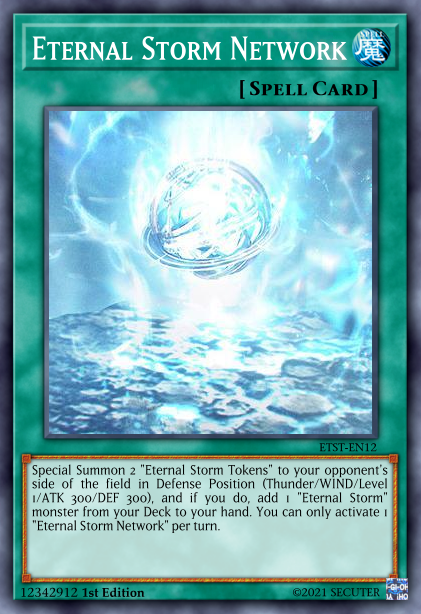 Eternal Storm Network 魔
[ Spell Card ]
ETST-EN12
Special Summon 2 "Eternal Storm Tokens" to your opponent's
side of the field in Defense Position (Thunder/WIND/Level
1/ATK 300/DEF 300), and if you do, add 1 "Eternal Storm"
monster from your Deck to your hand. You can only activate 1
"Eternal Storm Network" per turn.
12342912 1st Edition
©2021 SECUTER